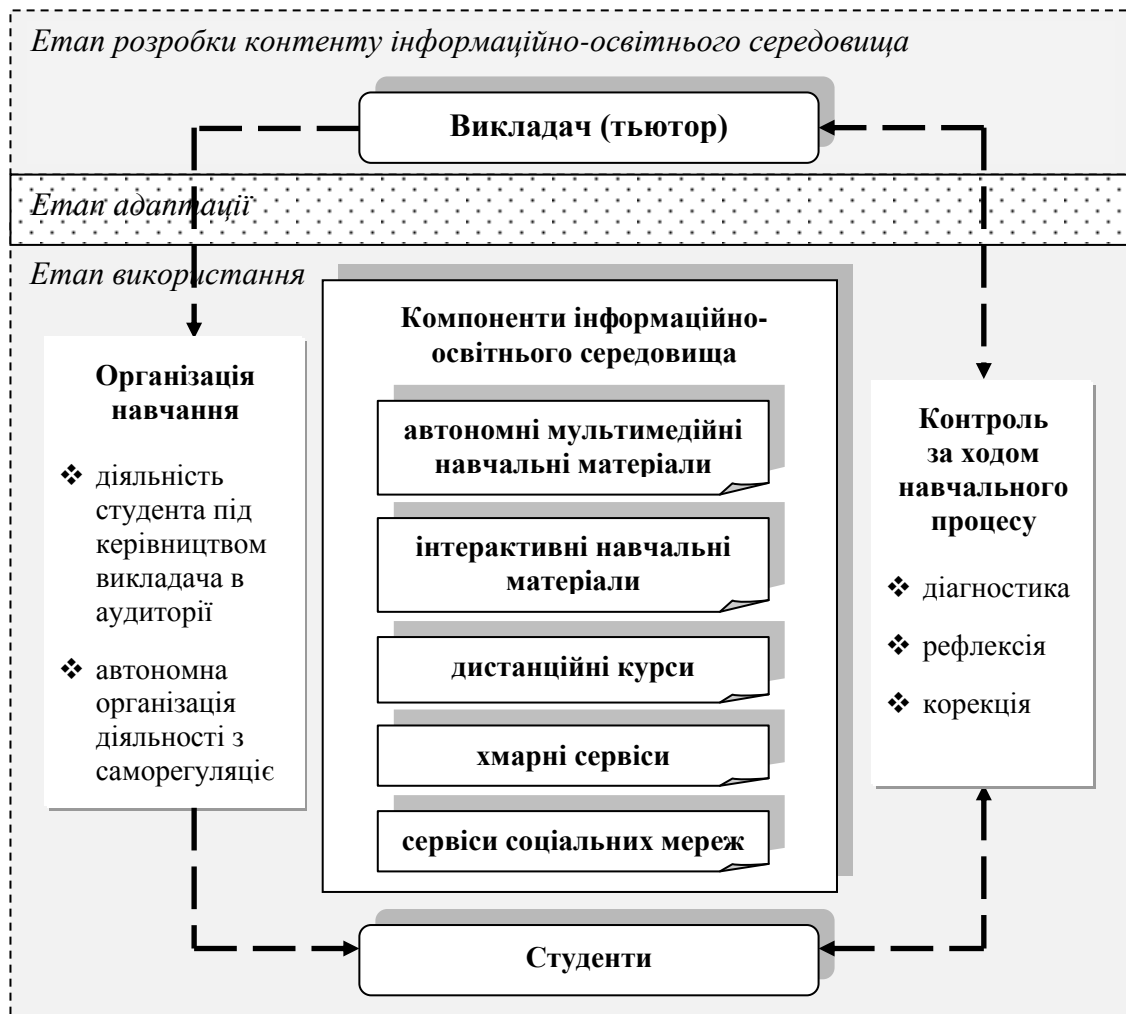 Етап розробки контенту інформаційно-освітнього середовища
Викладач (тьютор)
Етап адаптації
Етап використання
Організація
навчання
❖ діяльність
студента під
керівництвом
викладача в
аудиторії
❖ автономна
організація
діяльності з
саморегуляціє
Компоненти інформаційно-
освітнього середовища
автономні мультимедійні
навчальні матеріали
інтерактивні навчальні
матеріали
дистанційні курси
хмарні сервіси
сервіси соціальних мереж
Контроль
за ходом
навчального
процесу
❖ діагностика
❖ рефлексія
❖ корекція
Студенти